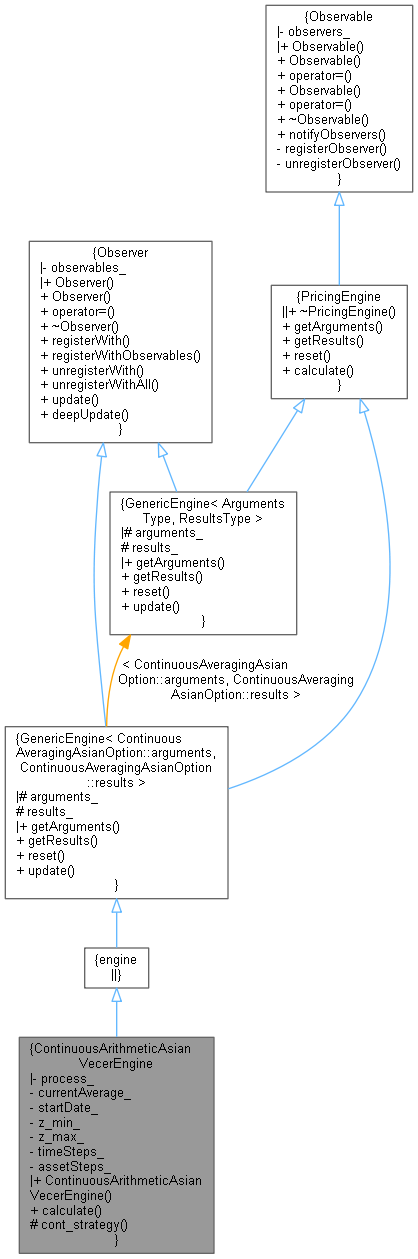 {Observable
|- observers_
|+ Observable()
+ Observable()
+ operator=()
+ Observable()
+ operator=()
+ ~Observable()
+ notifyObservers()
- registerObserver()
- unregisterObserver()
}
{Observer
|- observables_
|+ Observer()
+ Observer()
+ operator=()
+ ~Observer()
+ registerWith()
+ registerWithObservables()
+ unregisterWith()
+ unregisterWithAll()
+ update()
+ deepUpdate()
}
{PricingEngine
||+ ~PricingEngine()
+ getArguments()
+ getResults()
+ reset()
+ calculate()
}
{GenericEngine< Arguments
Type, ResultsType >
|# arguments_
# results_
|+ getArguments()
+ getResults()
+ reset()
+ update()
}
< ContinuousAveragingAsian
Option::arguments, ContinuousAveraging
AsianOption::results >
{GenericEngine< Continuous
AveragingAsianOption::arguments,
ContinuousAveragingAsianOption
::results >
|# arguments_
# results_
|+ getArguments()
+ getResults()
+ reset()
+ update()
}
{engine
||}
{ContinuousArithmeticAsian
VecerEngine
|- process_
- currentAverage_
- startDate_
- z_min_
- z_max_
- timeSteps_
- assetSteps_
|+ ContinuousArithmeticAsian
VecerEngine()
+ calculate()
# cont_strategy()
}